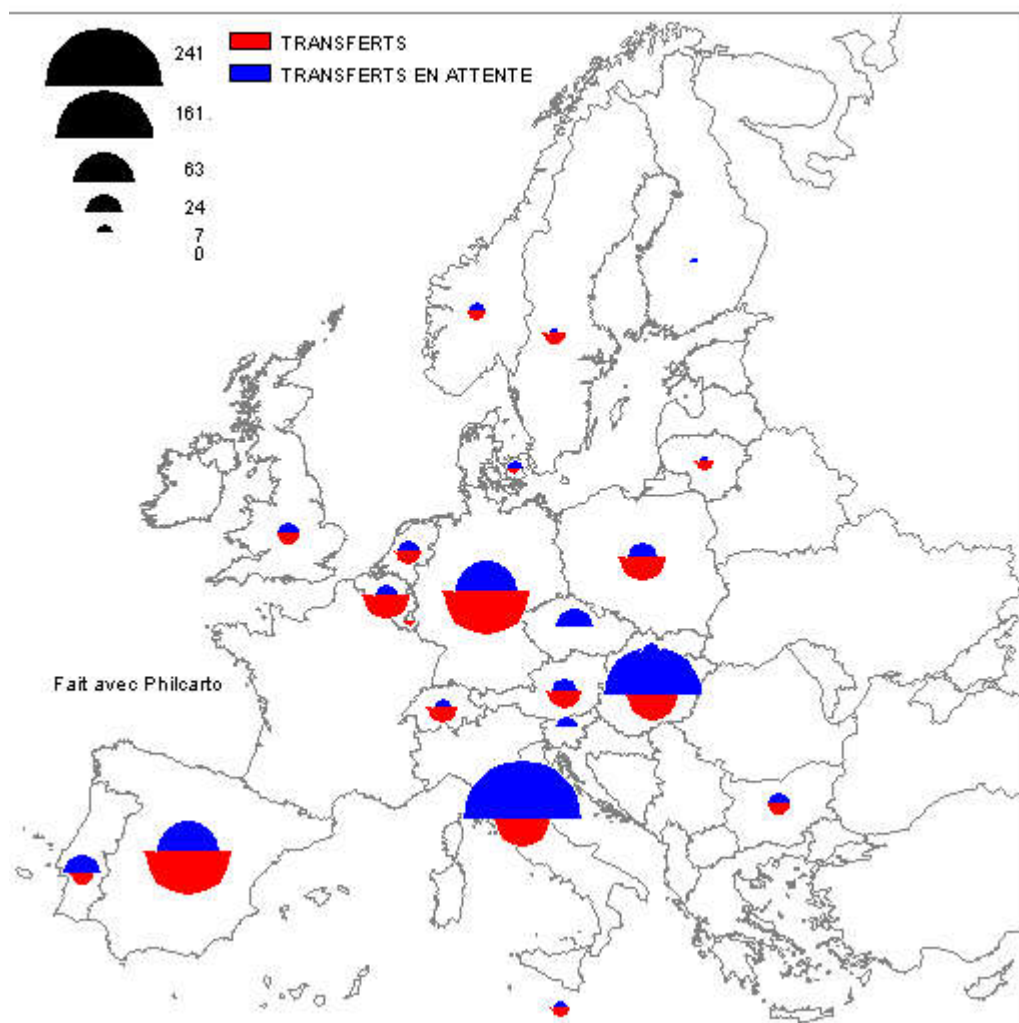 241
TRANSFERTS
TRANSFERTS EN ATTENTE
161
63
24
7
0
Fait avec Philcarto